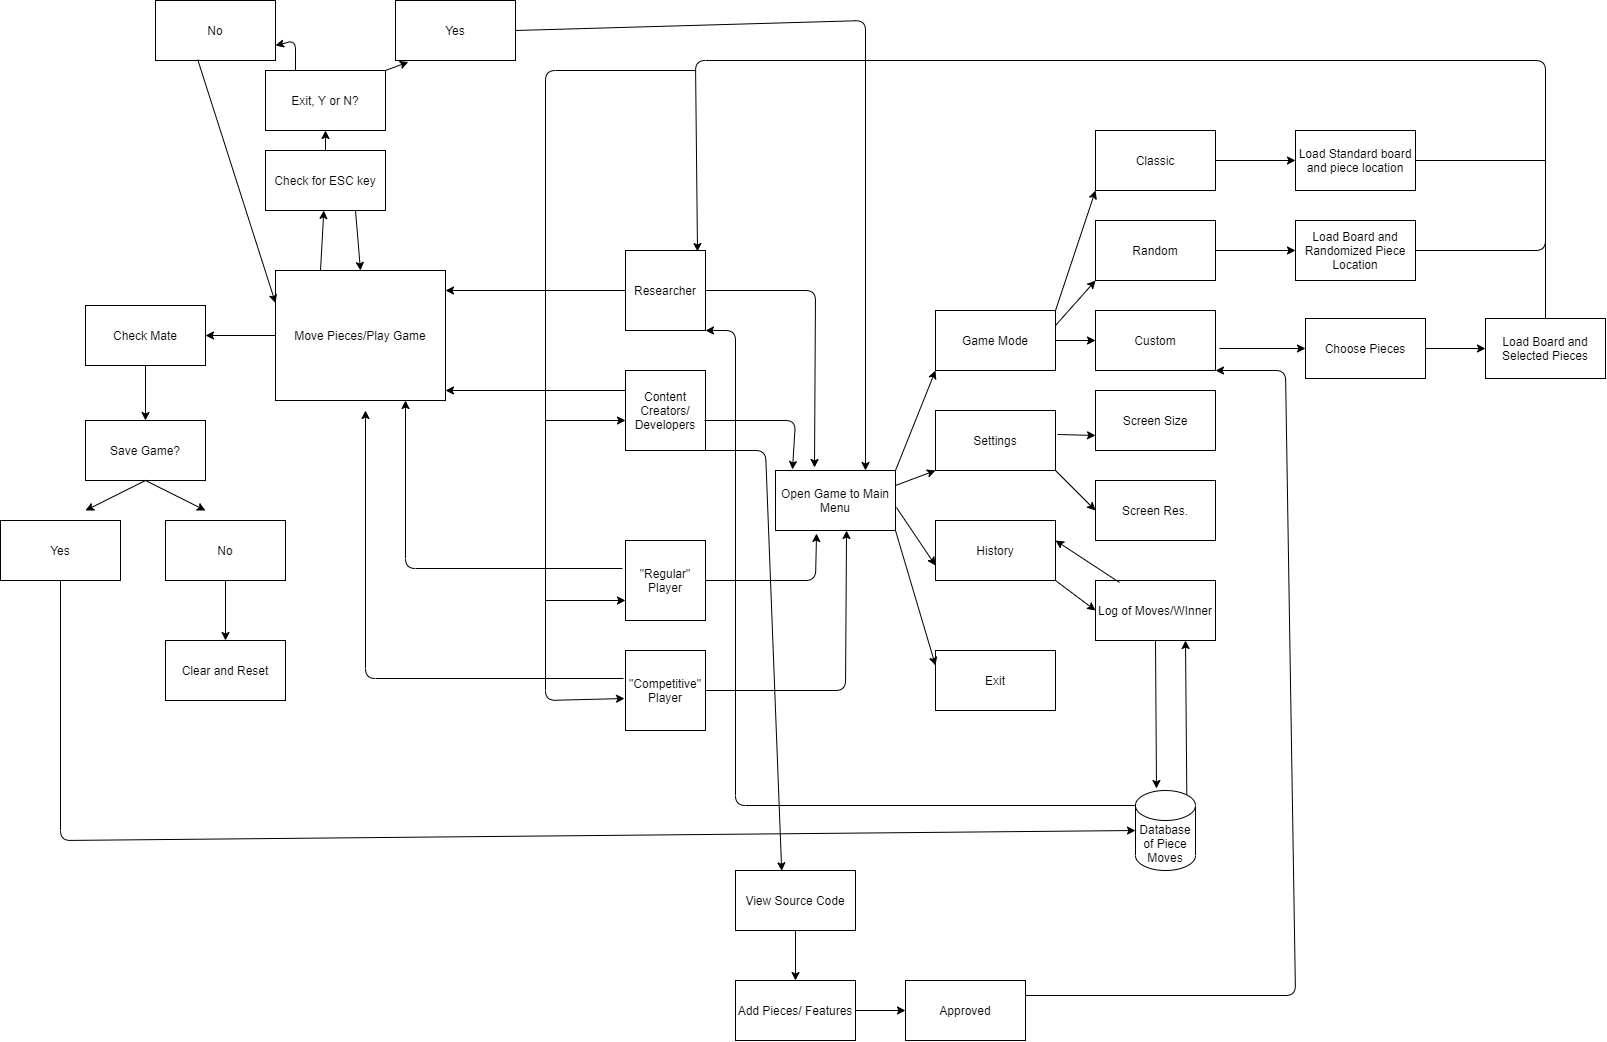 No
Yes
Exit, Y or N?
Check for ESC key
Classic
Load Standard board
and piece location
Random
Load Board and
Randomized Piece
Location
Researcher
Move Pieces/Play Game
Check Mate
Game Mode
Custom
Choose Pieces
Load Board and
Selected Pieces
Content
Creators/
Developers
Settings
Screen Size
Save Game?
Open Game to Main
Menu
Screen Res.
Yes
No
"Regular"
Player
History
Log of Moves/WInner
Clear and Reset
"Competitive"
Player
Exit
Database
of Piece
Moves
View Source Code
Add Pieces/ Features
Approved